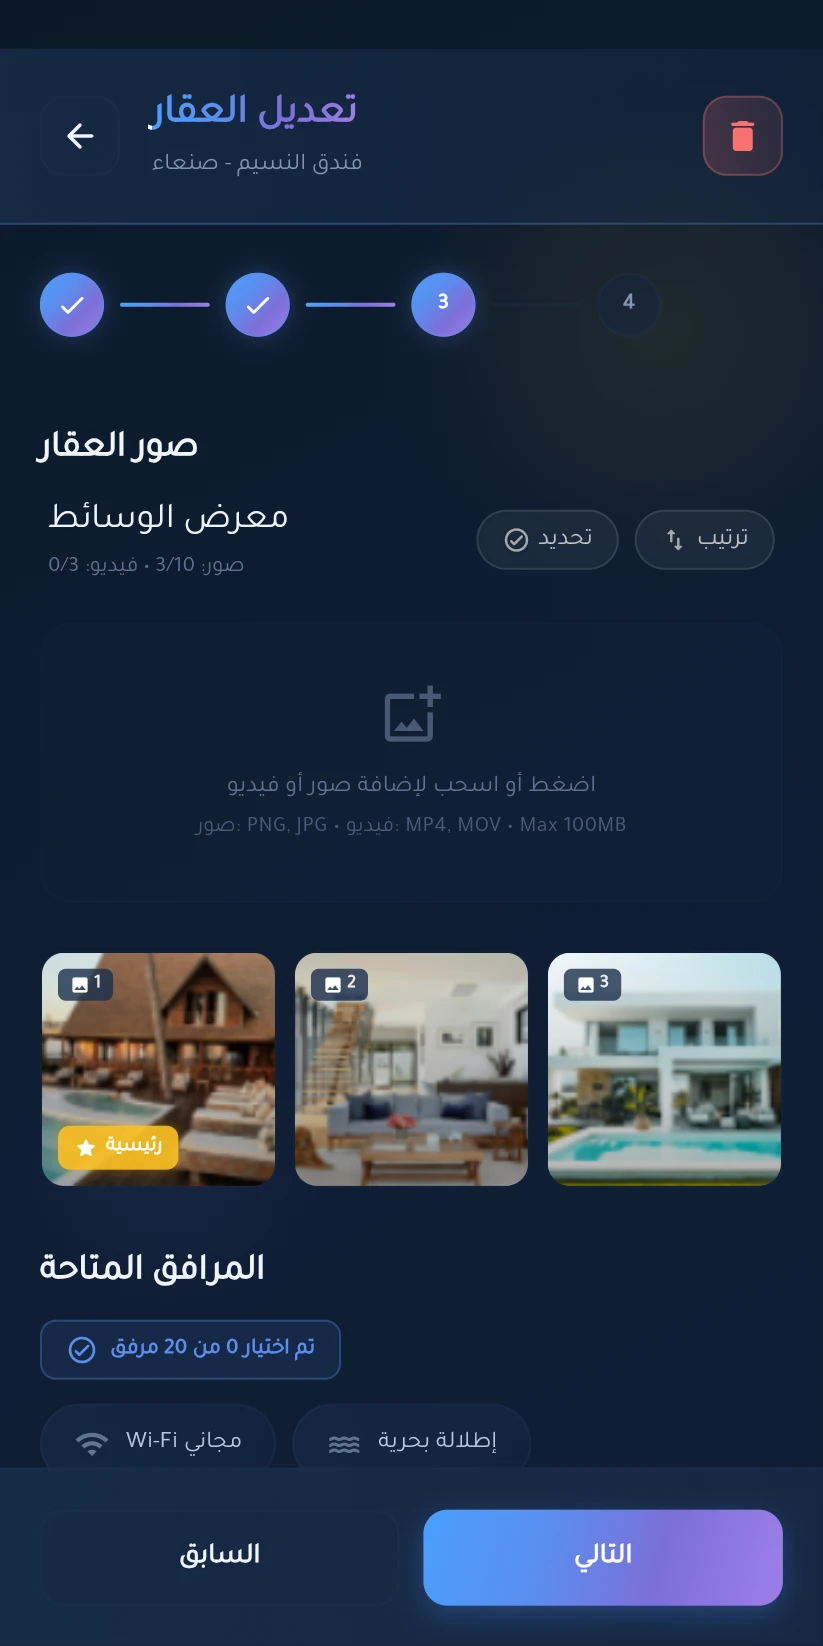 تعديل العقار
فندق النسيم - صنعاء
3
4
صور العقار
معرض الوسائط
صور: 3/10 • فيديو: 0/3
تحديد
ترتيب
اضغط أو اسحب لإضافة صور أو فيديو
صور: PNG, JPG • فيديو: MP4, MOV • Max 100MB
1
2
3
رئيسية
المرافق المتاحة
تم اختيار 0 من 20 مرفق
Wi-Fi مجاني
إطلالة بحرية
السابق
التالي